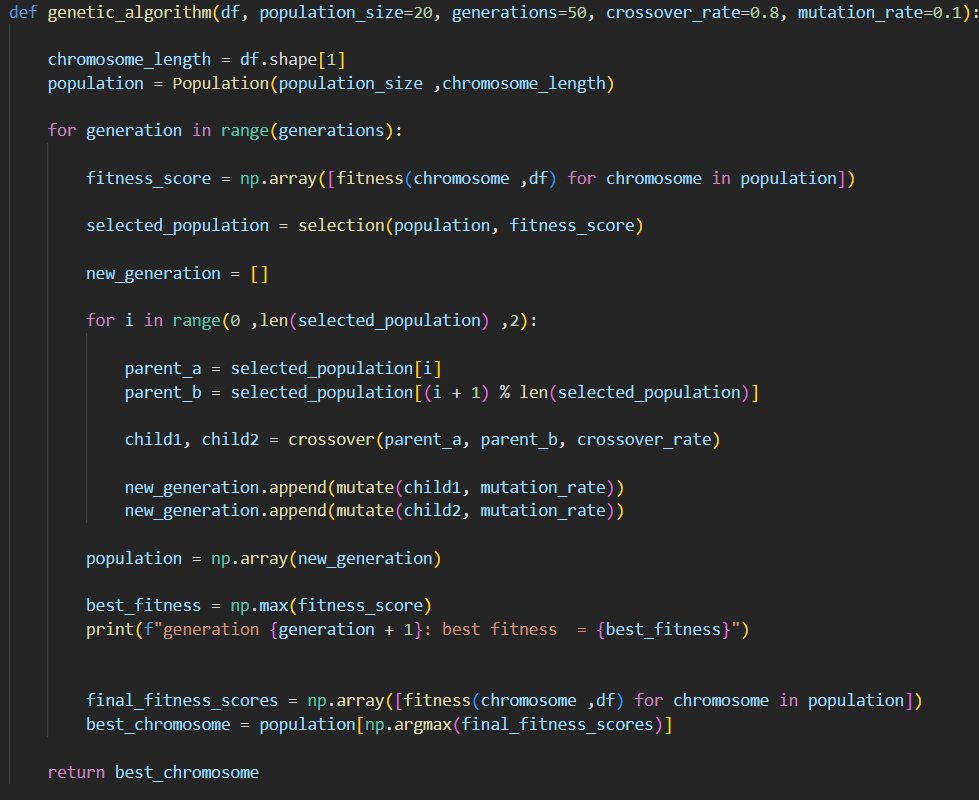 def genetic_algorithm(df, population_size=20, generations=50, crossover_rate=0.8, mutation_rate=0.1):
chromosome_length = df.shape[1]
population = Population(population_size ,chromosome_length)
for generation in range(generations):
fitness_score = np.array([fitness(chromosome ,df) for chromosome in population])
selected_population = selection(population, fitness_score)
new_generation = []
for i in range(0 ,len(selected_population) ,2):
parent_a = selected_population[i]
parent_b = selected_population[(i + 1) % len(selected_population)]
child1, child2 = crossover(parent_a, parent_b, crossover_rate)
new_generation.append(mutate(child1, mutation_rate))
new_generation.append(mutate(child2, mutation_rate))
population = np.array(new_generation)
best_fitness = np.max(fitness_score)
print(f"generation {generation + 1}: best fitness  = {best_fitness}")
final_fitness_scores = np.array([fitness(chromosome ,df) for chromosome in population])
best_chromosome = population[np.argmax(final_fitness_scores)]
return best_chromosome